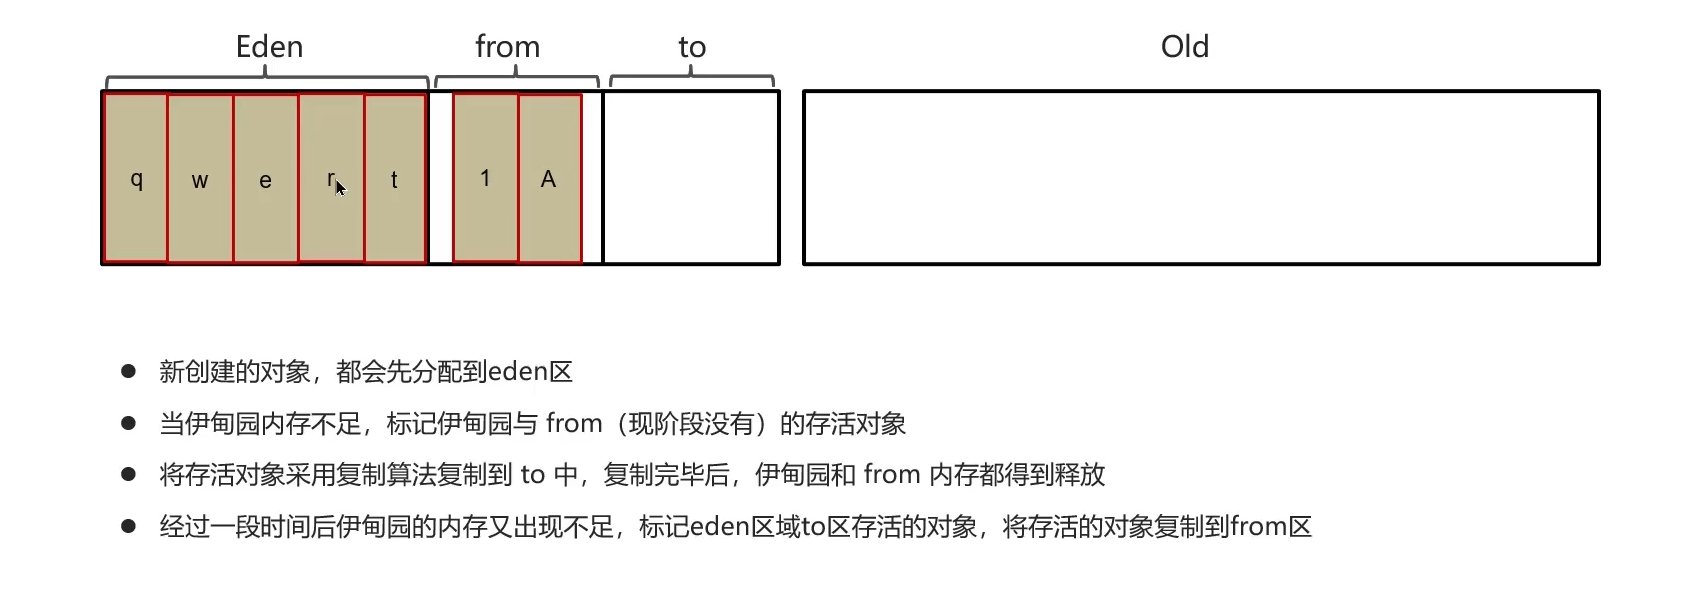 Eden from to Old
q w e r t 1 A
新创建的对象，都会先分配到eden区
当伊甸园内存不足，标记伊甸园与 from（现阶段没有）的存活对象
将存活对象采用复制算法复制到 to 中，复制完毕后，伊甸园和 from 内存都得到释放
经过一段时间后伊甸园的内存又出现不足，标记eden区域to区存活的对象，将存活的对象复制到from区